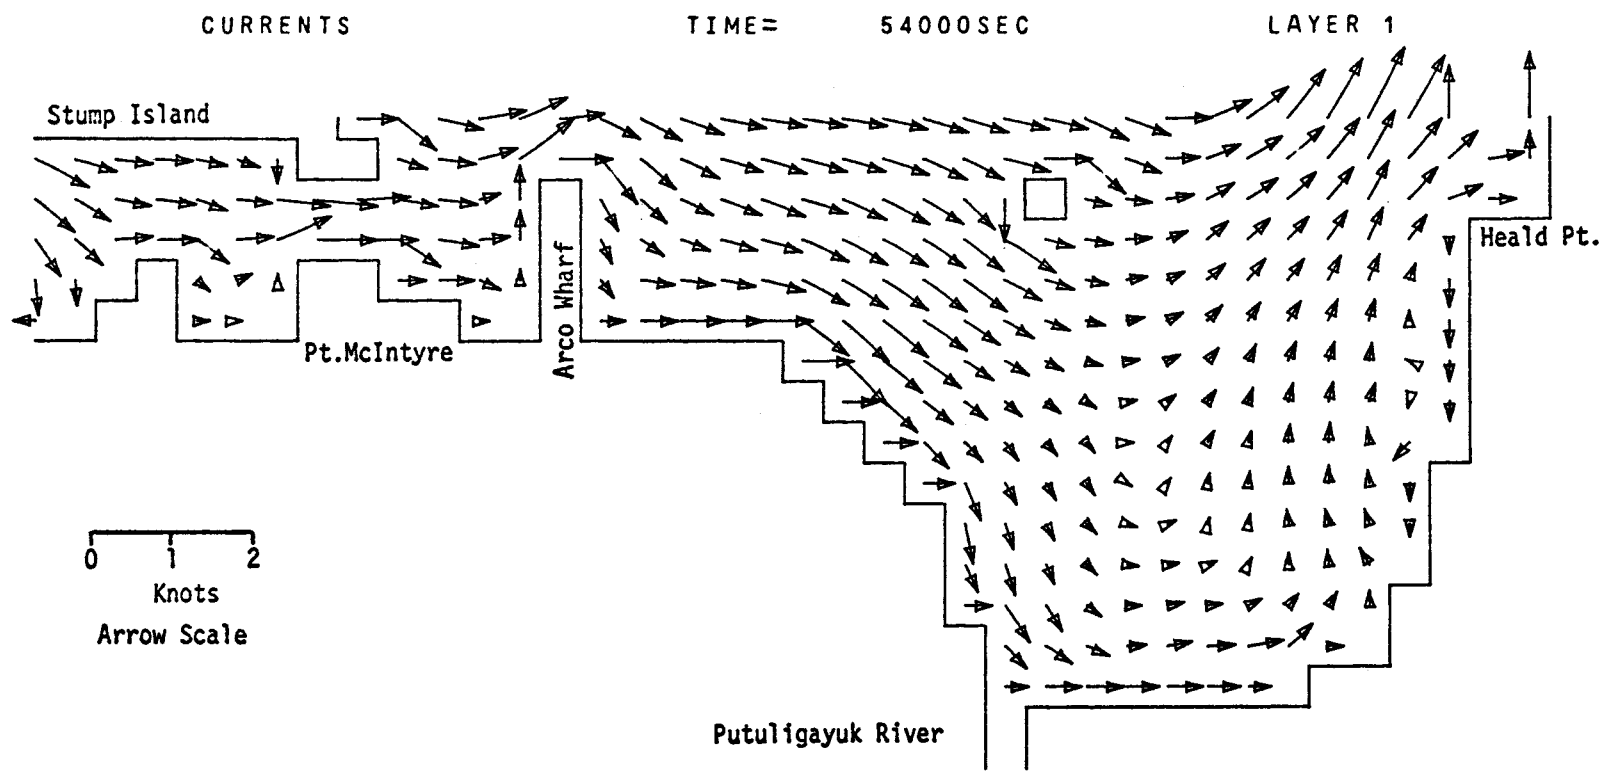 CURRENTS TIME= 54000SEC LAYER 1
Stump Island
Heald Pt.
Arco Wharf
Pt.McIntyre
0 1 2
Knots
Arrow Scale
Putuligayuk River